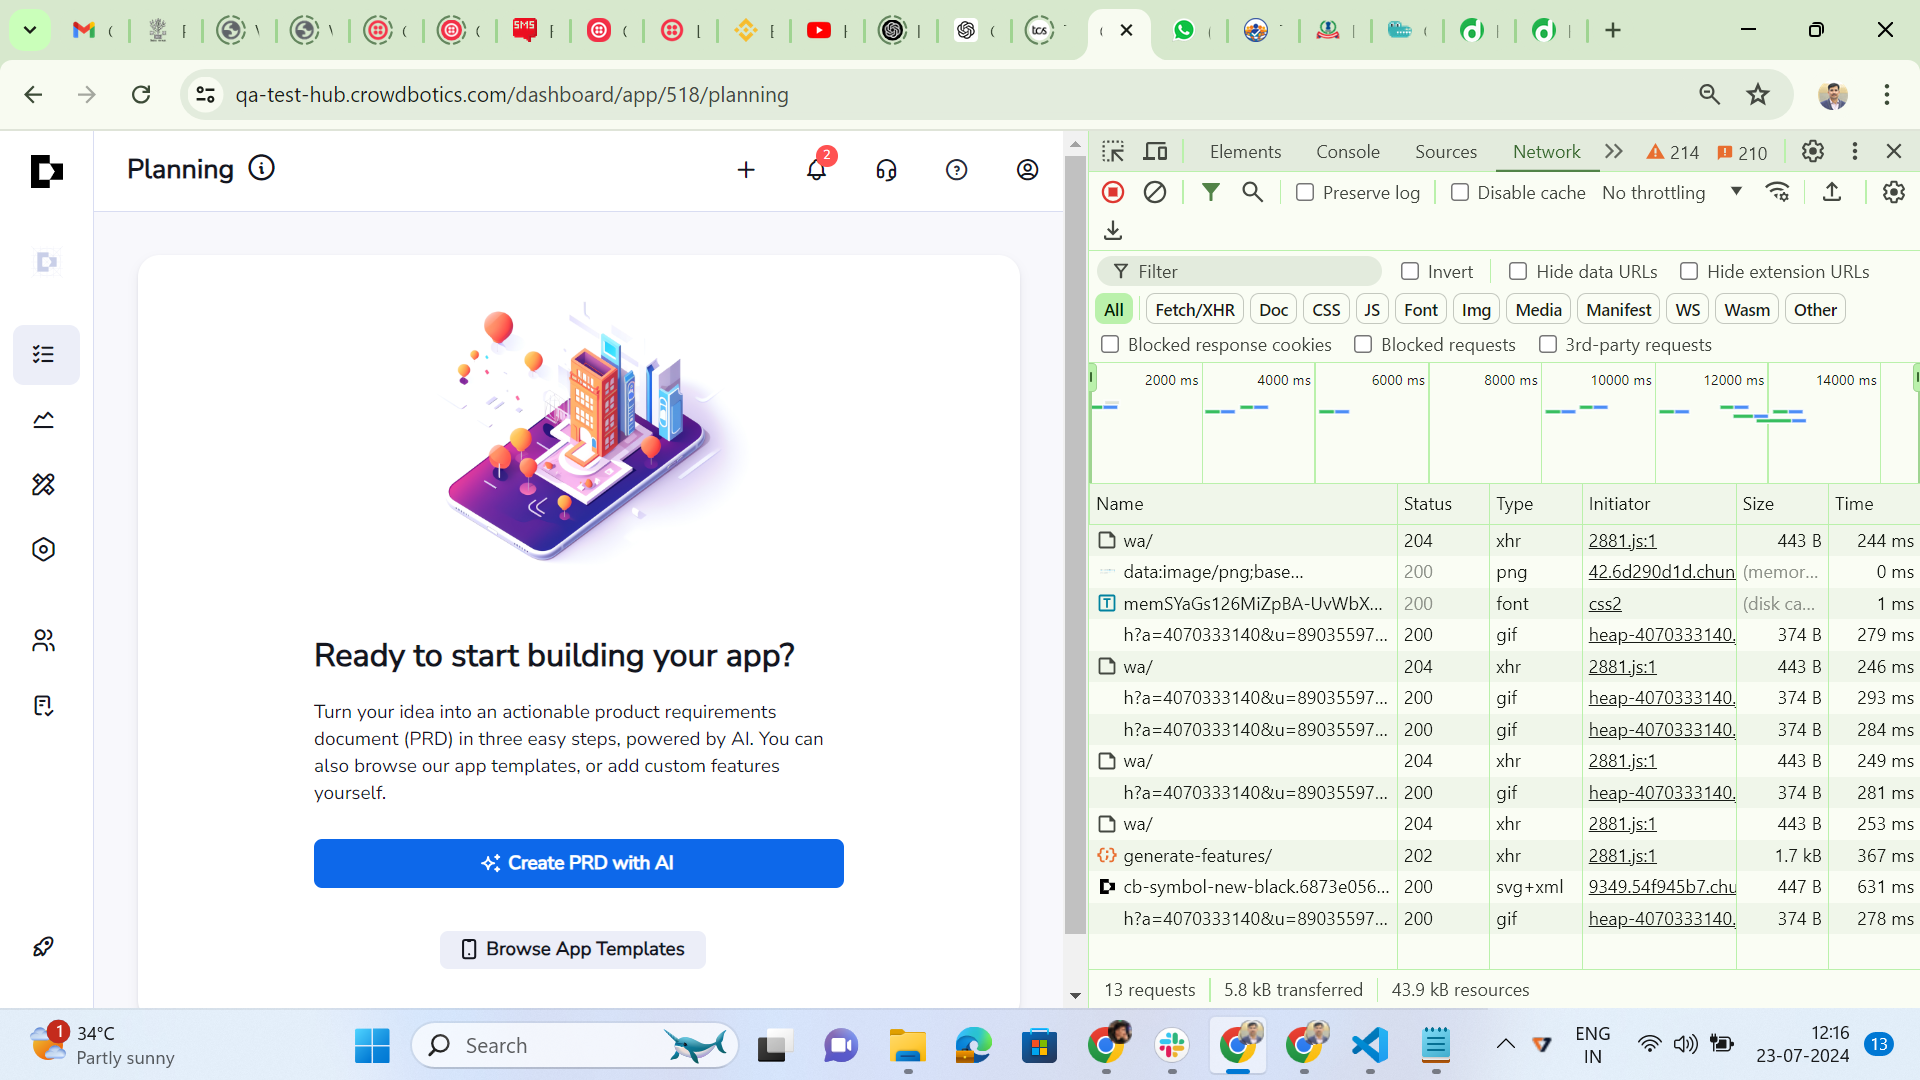 SMS
tcs
qa-test-hub.crowdbotics.com/dashboard/app/518/planning
Planning
2
Ready to start building your app?
Turn your idea into an actionable product requirements
document (PRD) in three easy steps, powered by AI. You can
also browse our app templates, or add custom features
yourself.
Create PRD with AI
Browse App Templates
Elements Console Sources Network 214 210
Preserve log Disable cache No throttling
Filter Invert Hide data URLs Hide extension URLs
All Fetch/XHR Doc CSS JS Font Img Media Manifest WS Wasm Other
Blocked response cookies Blocked requests 3rd-party requests
2000 ms 4000 ms 6000 ms 8000 ms 10000 ms 12000 ms 14000 ms
Name Status Type Initiator Size Time
wa/ 204 xhr 2881.js:1 443 B 244 ms
data:image/png;base... 200 png 42.6d290d1d.chun (memor... 0 ms
memSYaGs126MiZpBA-UvWbX... 200 font css2 (disk ca... 1 ms
h?a=4070333140&u=89035597... 200 gif heap-4070333140. 374 B 279 ms
wa/ 204 xhr 2881.js:1 443 B 246 ms
h?a=4070333140&u=89035597... 200 gif heap-4070333140. 374 B 293 ms
h?a=4070333140&u=89035597... 200 gif heap-4070333140. 374 B 284 ms
wa/ 204 xhr 2881.js:1 443 B 249 ms
h?a=4070333140&u=89035597... 200 gif heap-4070333140. 374 B 281 ms
wa/ 204 xhr 2881.js:1 443 B 253 ms
generate-features/ 202 xhr 2881.js:1 1.7 kB 367 ms
cb-symbol-new-black.6873e056... 200 svg+xml 9349.54f945b7.chu 447 B 631 ms
h?a=4070333140&u=89035597... 200 gif heap-4070333140. 374 B 278 ms
13 requests 5.8 kB transferred 43.9 kB resources
1
34°C
Partly sunny
Search
ENG
IN
12:16
23-07-2024
13